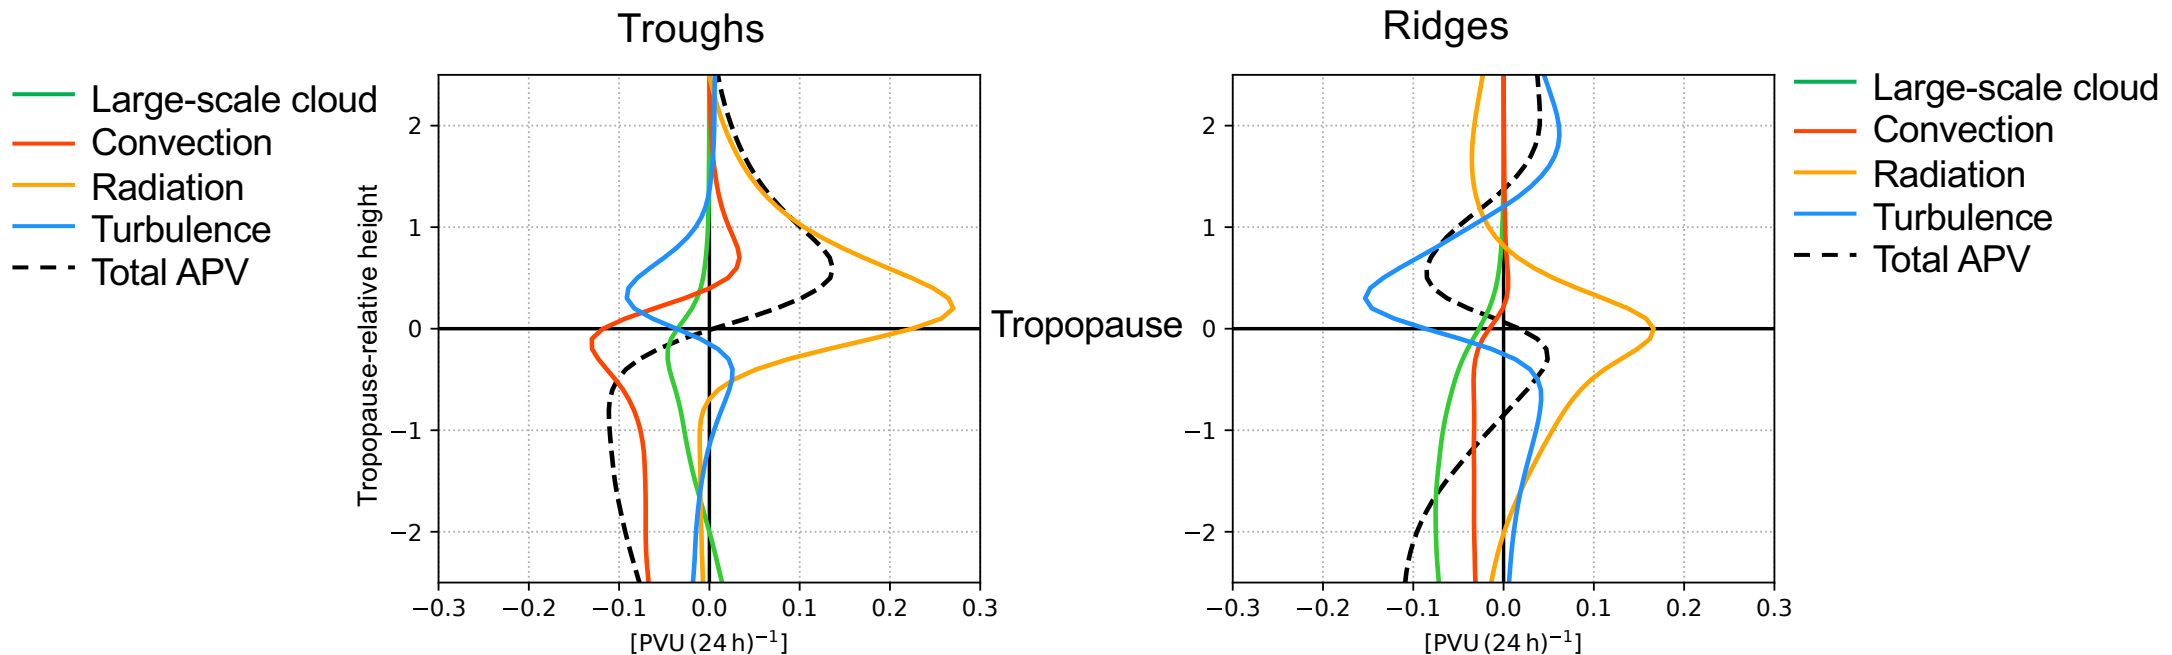 Troughs
Ridges
Large-scale cloud
Convection
Radiation
Turbulence
Total APV
Tropopause-relative height
2
1
0
−1
−2
−0.3 −0.2 −0.1 0.0 0.1 0.2 0.3
[PVU (24 h)⁻¹]
Tropopause
2
1
0
−1
−2
−0.3 −0.2 −0.1 0.0 0.1 0.2 0.3
[PVU (24 h)⁻¹]
Large-scale cloud
Convection
Radiation
Turbulence
Total APV